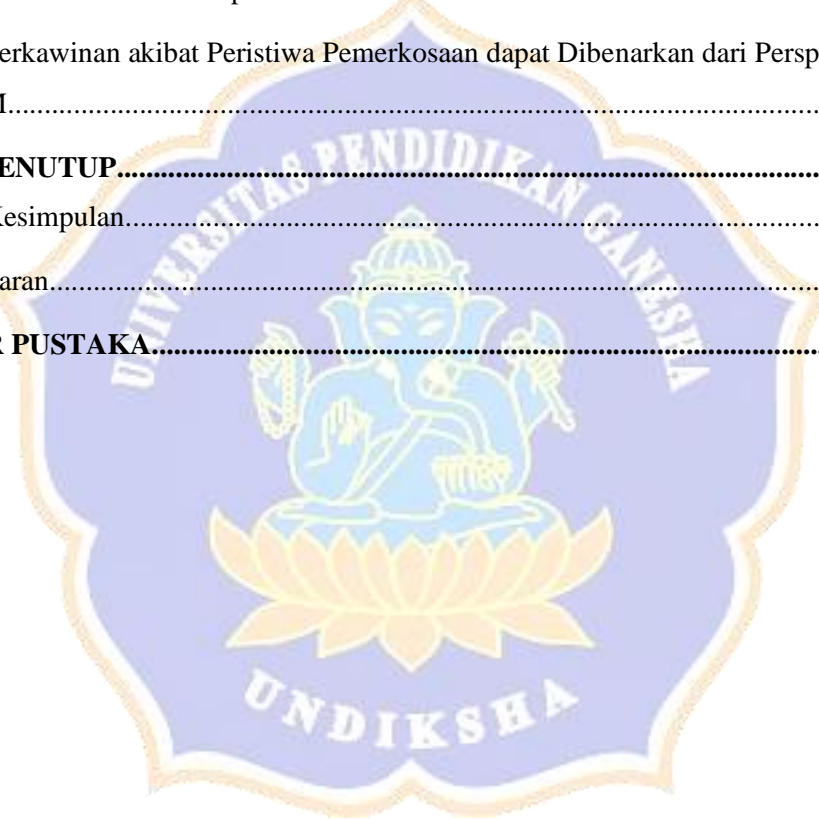 erkawinan akibat Peristiwa Pemerkosaan dapat Dibenarkan dari Persp
M....................................................................................................
ENUTUP....................................................................................
Kesimpulan..................................................................................
aran................................................................................................
R PUSTAKA................................................................................
UNIVERSITAS PENDIDIKAN GANESHA
UNDIKSHA